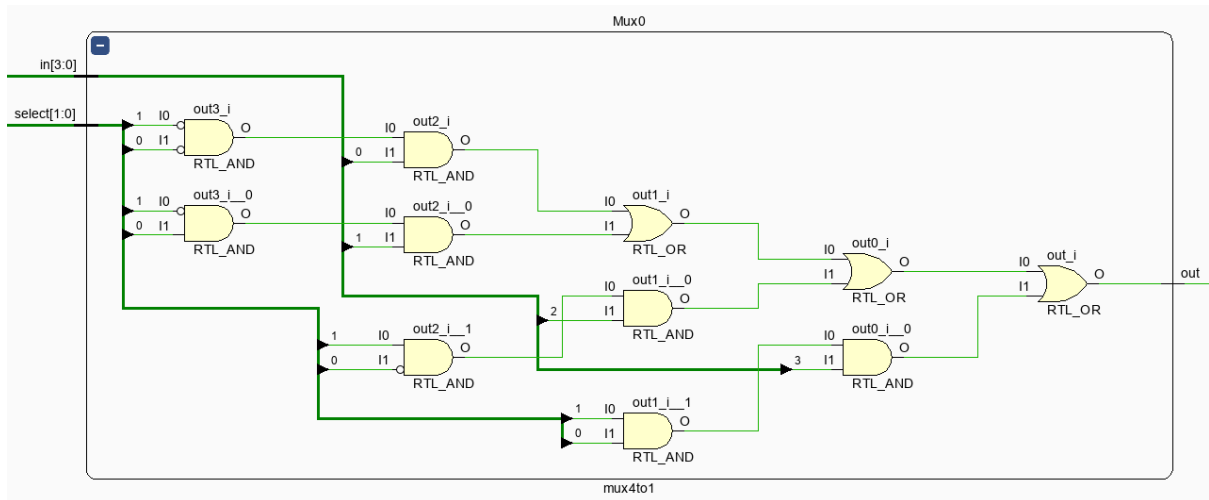 Mux0
in[3:0]
select[1:0]
1 I0 out3_i O
0 I1
RTL_AND
I0 out2_i O
0 I1
RTL_AND
1 I0 out3_i__0 O
0 I1
RTL_AND
I0 out2_i__0 O
1 I1
RTL_AND
I0 out1_i O
I1
RTL_OR
I0 out0_i O
I1
RTL_OR
I0 out_i O
I1
RTL_OR
out
I0 out1_i__0 O
2 I1
RTL_AND
1 I0 out2_i__1 O
0 I1
RTL_AND
I0 out0_i__0 O
3 I1
RTL_AND
1 I0 out1_i__1 O
0 I1
RTL_AND
mux4to1